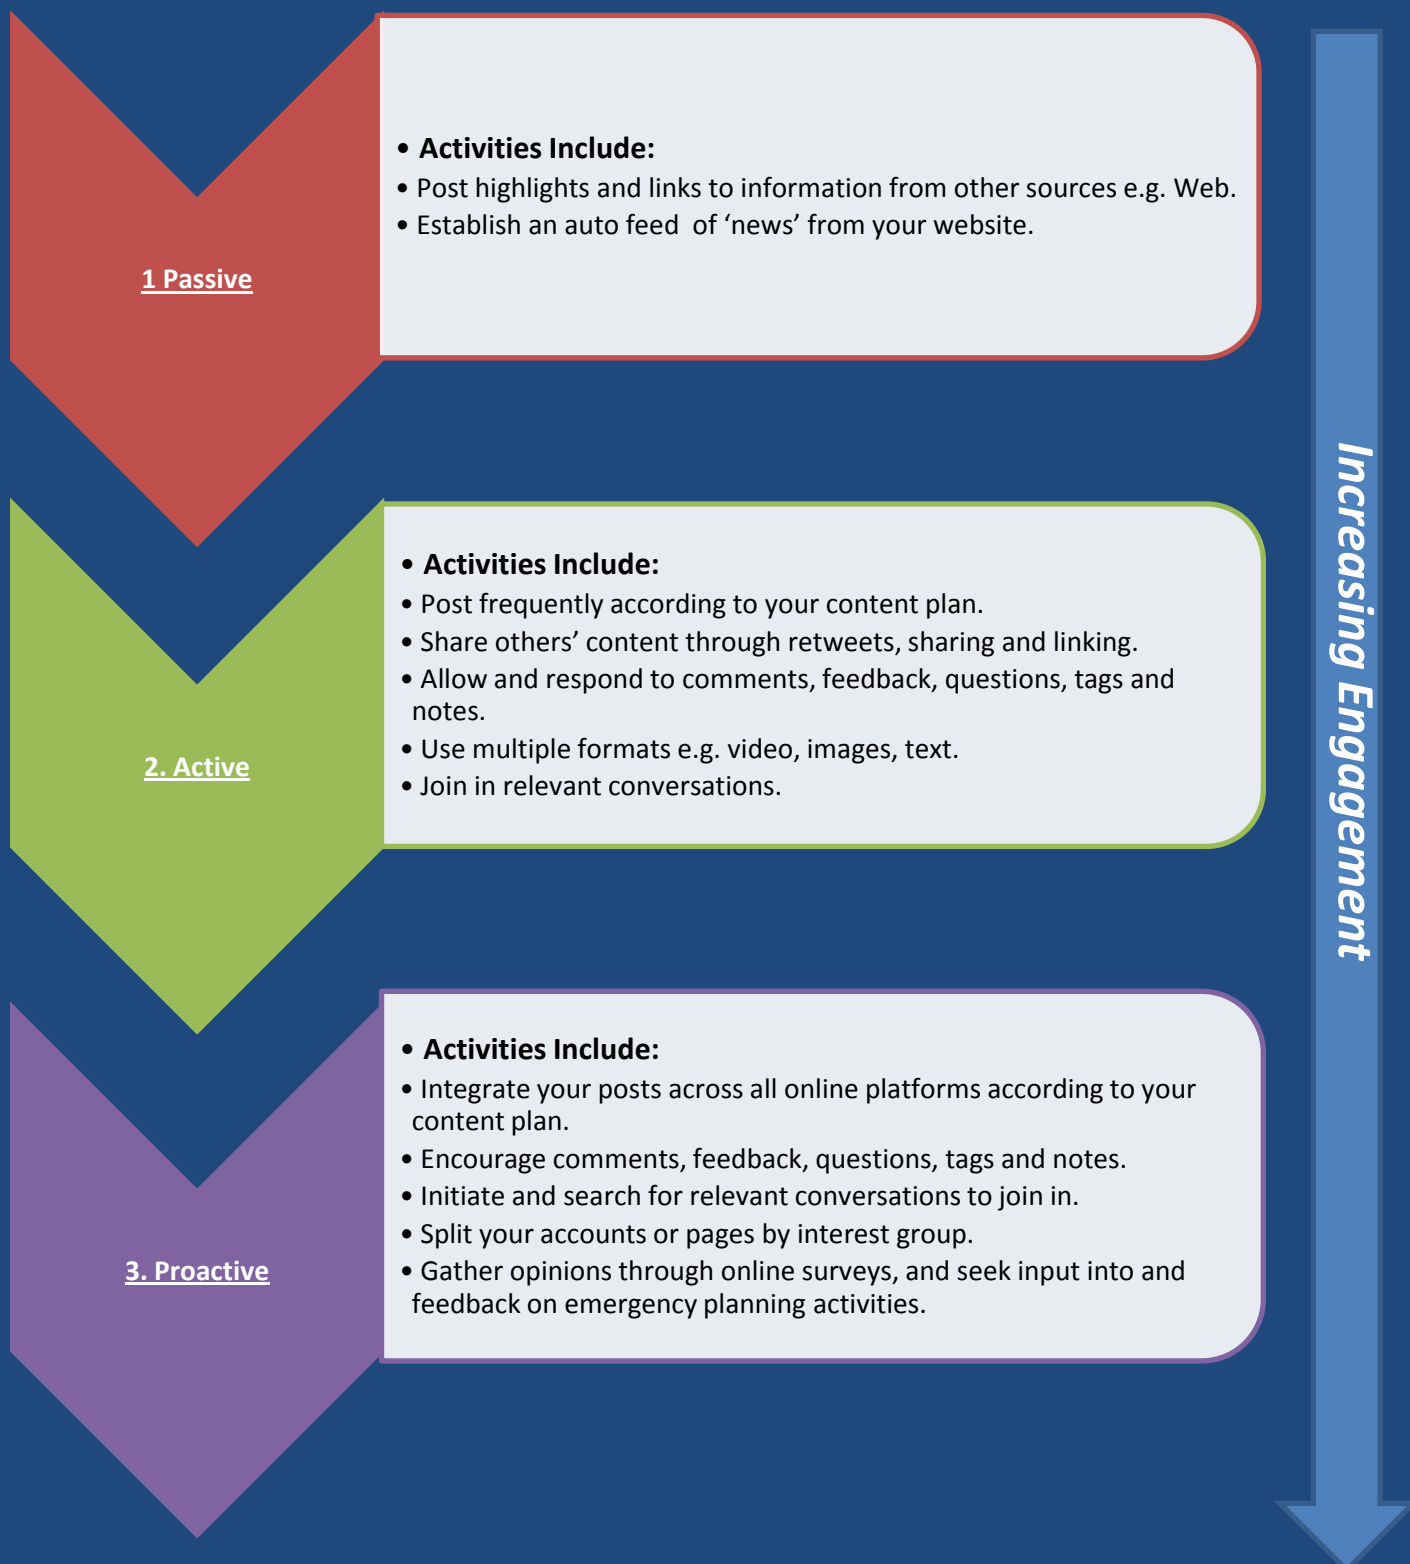 1 Passive
• Activities Include:
• Post highlights and links to information from other sources e.g. Web.
• Establish an auto feed  of ‘news’ from your website.
2. Active
• Activities Include:
• Post frequently according to your content plan.
• Share others’ content through retweets, sharing and linking.
• Allow and respond to comments, feedback, questions, tags and
notes.
• Use multiple formats e.g. video, images, text.
• Join in relevant conversations.
3. Proactive
• Activities Include:
• Integrate your posts across all online platforms according to your
content plan.
• Encourage comments, feedback, questions, tags and notes.
• Initiate and search for relevant conversations to join in.
• Split your accounts or pages by interest group.
• Gather opinions through online surveys, and seek input into and
feedback on emergency planning activities.
Increasing Engagement